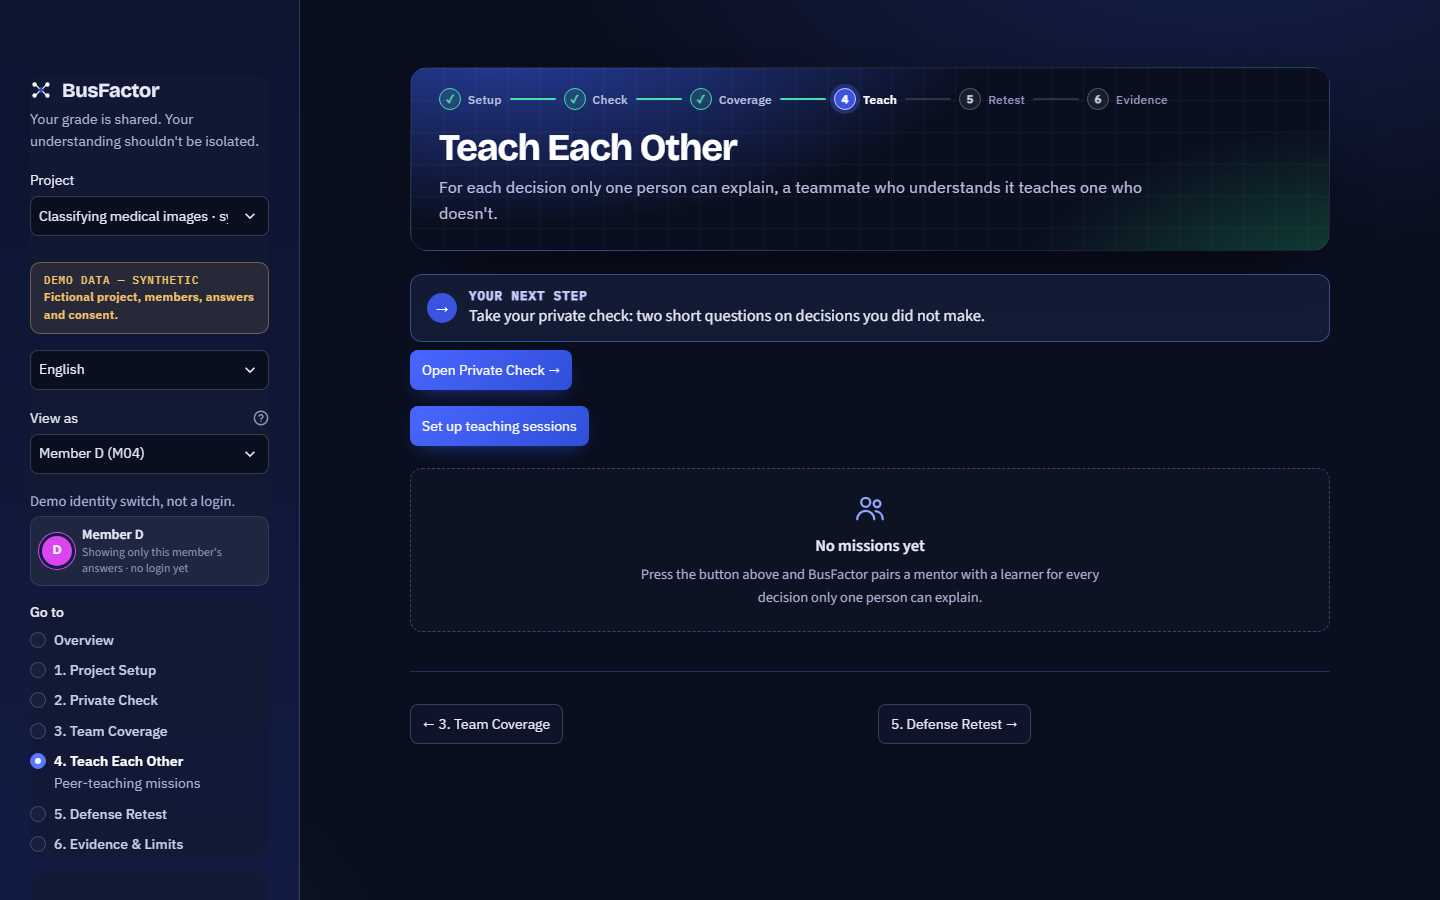 BusFactor
Your grade is shared. Your
understanding shouldn't be isolated.
Project
Classifying medical images · sy
DEMO DATA — SYNTHETIC
Fictional project, members, answers
and consent.
English
View as
Member D (M04)
Demo identity switch, not a login.
D
Member D
Showing only this member's
answers · no login yet
Go to
Overview
1. Project Setup
2. Private Check
3. Team Coverage
4. Teach Each Other
Peer-teaching missions
5. Defense Retest
6. Evidence & Limits
✓ Setup ✓ Check ✓ Coverage 4 Teach 5 Retest 6 Evidence
Teach Each Other
For each decision only one person can explain, a teammate who understands it teaches one who
doesn't.
YOUR NEXT STEP
→ Take your private check: two short questions on decisions you did not make.
Open Private Check →
Set up teaching sessions
No missions yet
Press the button above and BusFactor pairs a mentor with a learner for every
decision only one person can explain.
← 3. Team Coverage
5. Defense Retest →